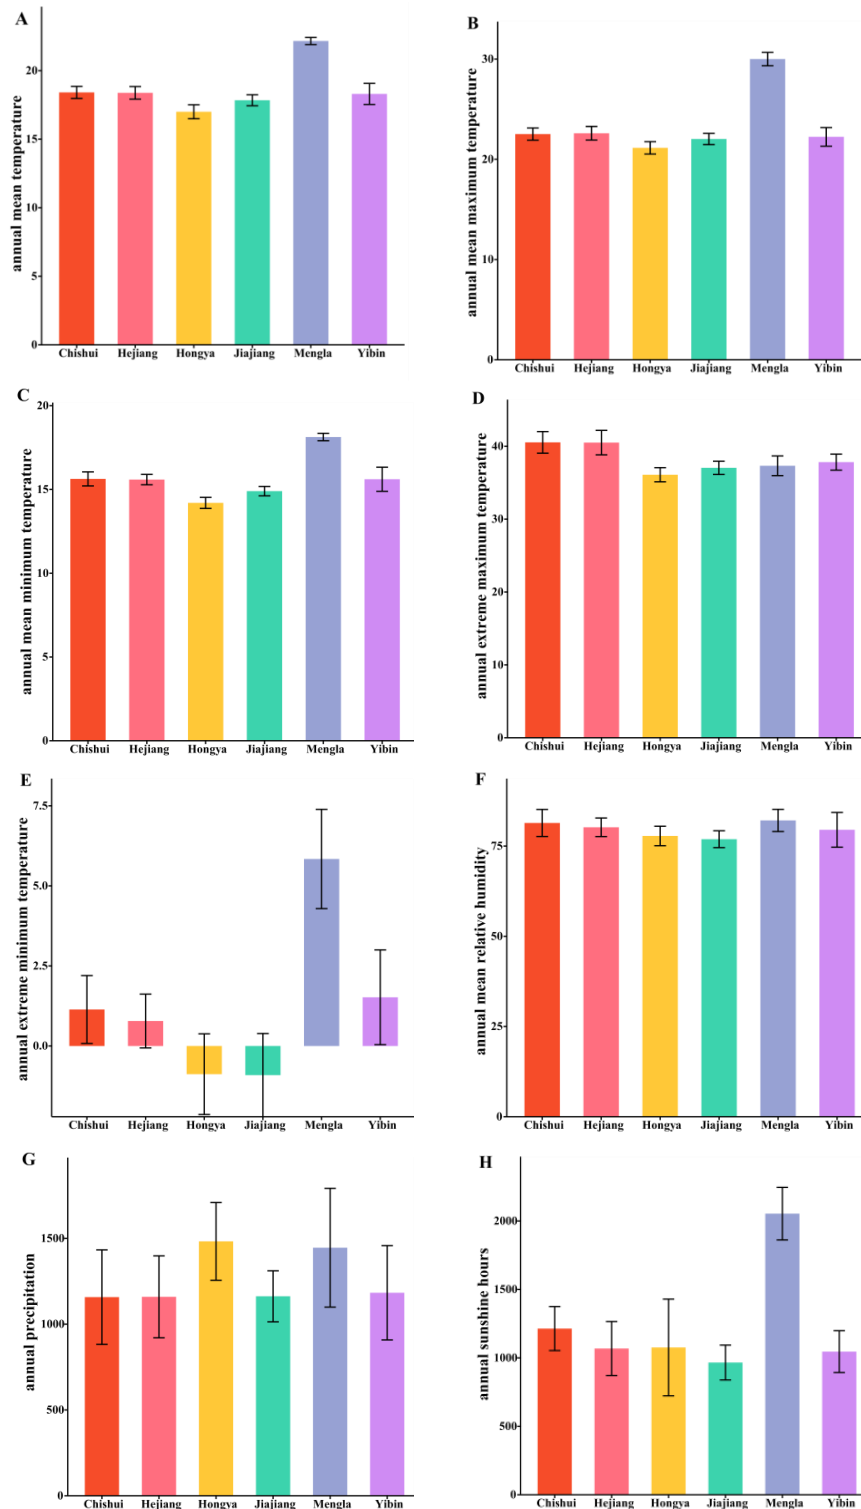 A
annual mean temperature
20
15
10
5
0
Chishui Hejiang Hongya Jiajiang Mengla Yibin
B
annual mean maximum temperature
30
20
10
0
Chishui Hejiang Hongya Jiajiang Mengla Yibin
C
annual mean minimum temperature
20
15
10
5
0
Chishui Hejiang Hongya Jiajiang Mengla Yibin
D
annual extreme maximum temperature
40
30
20
10
0
Chishui Hejiang Hongya Jiajiang Mengla Yibin
E
annual extreme minimum temperature
7.5
5.0
2.5
0.0
Chishui Hejiang Hongya Jiajiang Mengla Yibin
F
annual mean relative humidity
75
50
25
0
Chishui Hejiang Hongya Jiajiang Mengla Yibin
G
annual precipitation
1500
1000
500
0
Chishui Hejiang Hongya Jiajiang Mengla Yibin
H
annual sunshine hours
2000
1500
1000
500
0
Chishui Hejiang Hongya Jiajiang Mengla Yibin